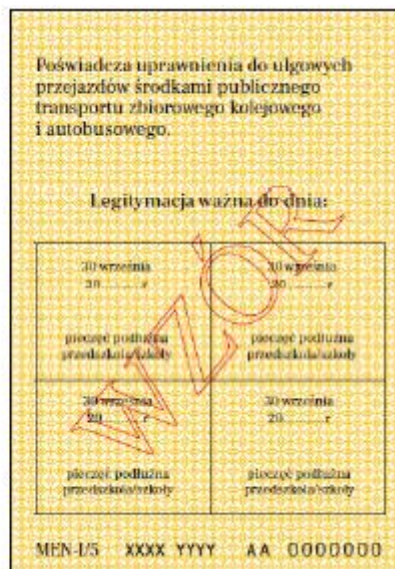 Poświadcza uprawnienia do ulgowych
przejazdów środkami publicznego
transportu zbiorowego kolejowego
i autobusowego.
Legitymacja ważna do dnia:
30 września
20............r
pieczęć podłużna
przedszkola/szkoły
30 września
20............r
pieczęć podłużna
przedszkola/szkoły
30 września
20............r
pieczęć podłużna
przedszkola/szkoły
30 września
20............r
pieczęć podłużna
przedszkola/szkoły
WZÓR
MEN-I/5 XXXX YYYY AA 0000000